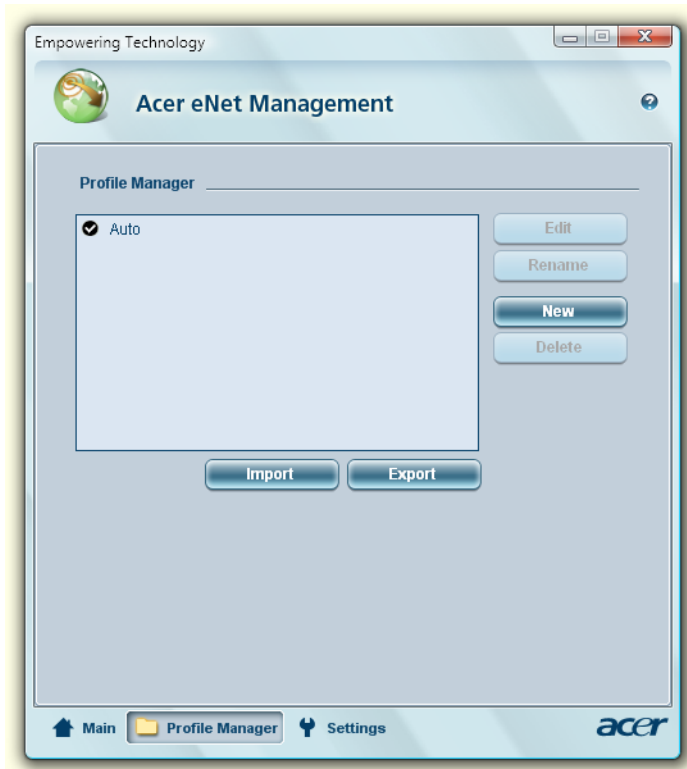 Empowering Technology
Acer eNet Management
Profile Manager
Auto
Edit
Rename
New
Delete
Import
Export
Main
Profile Manager
Settings
acer